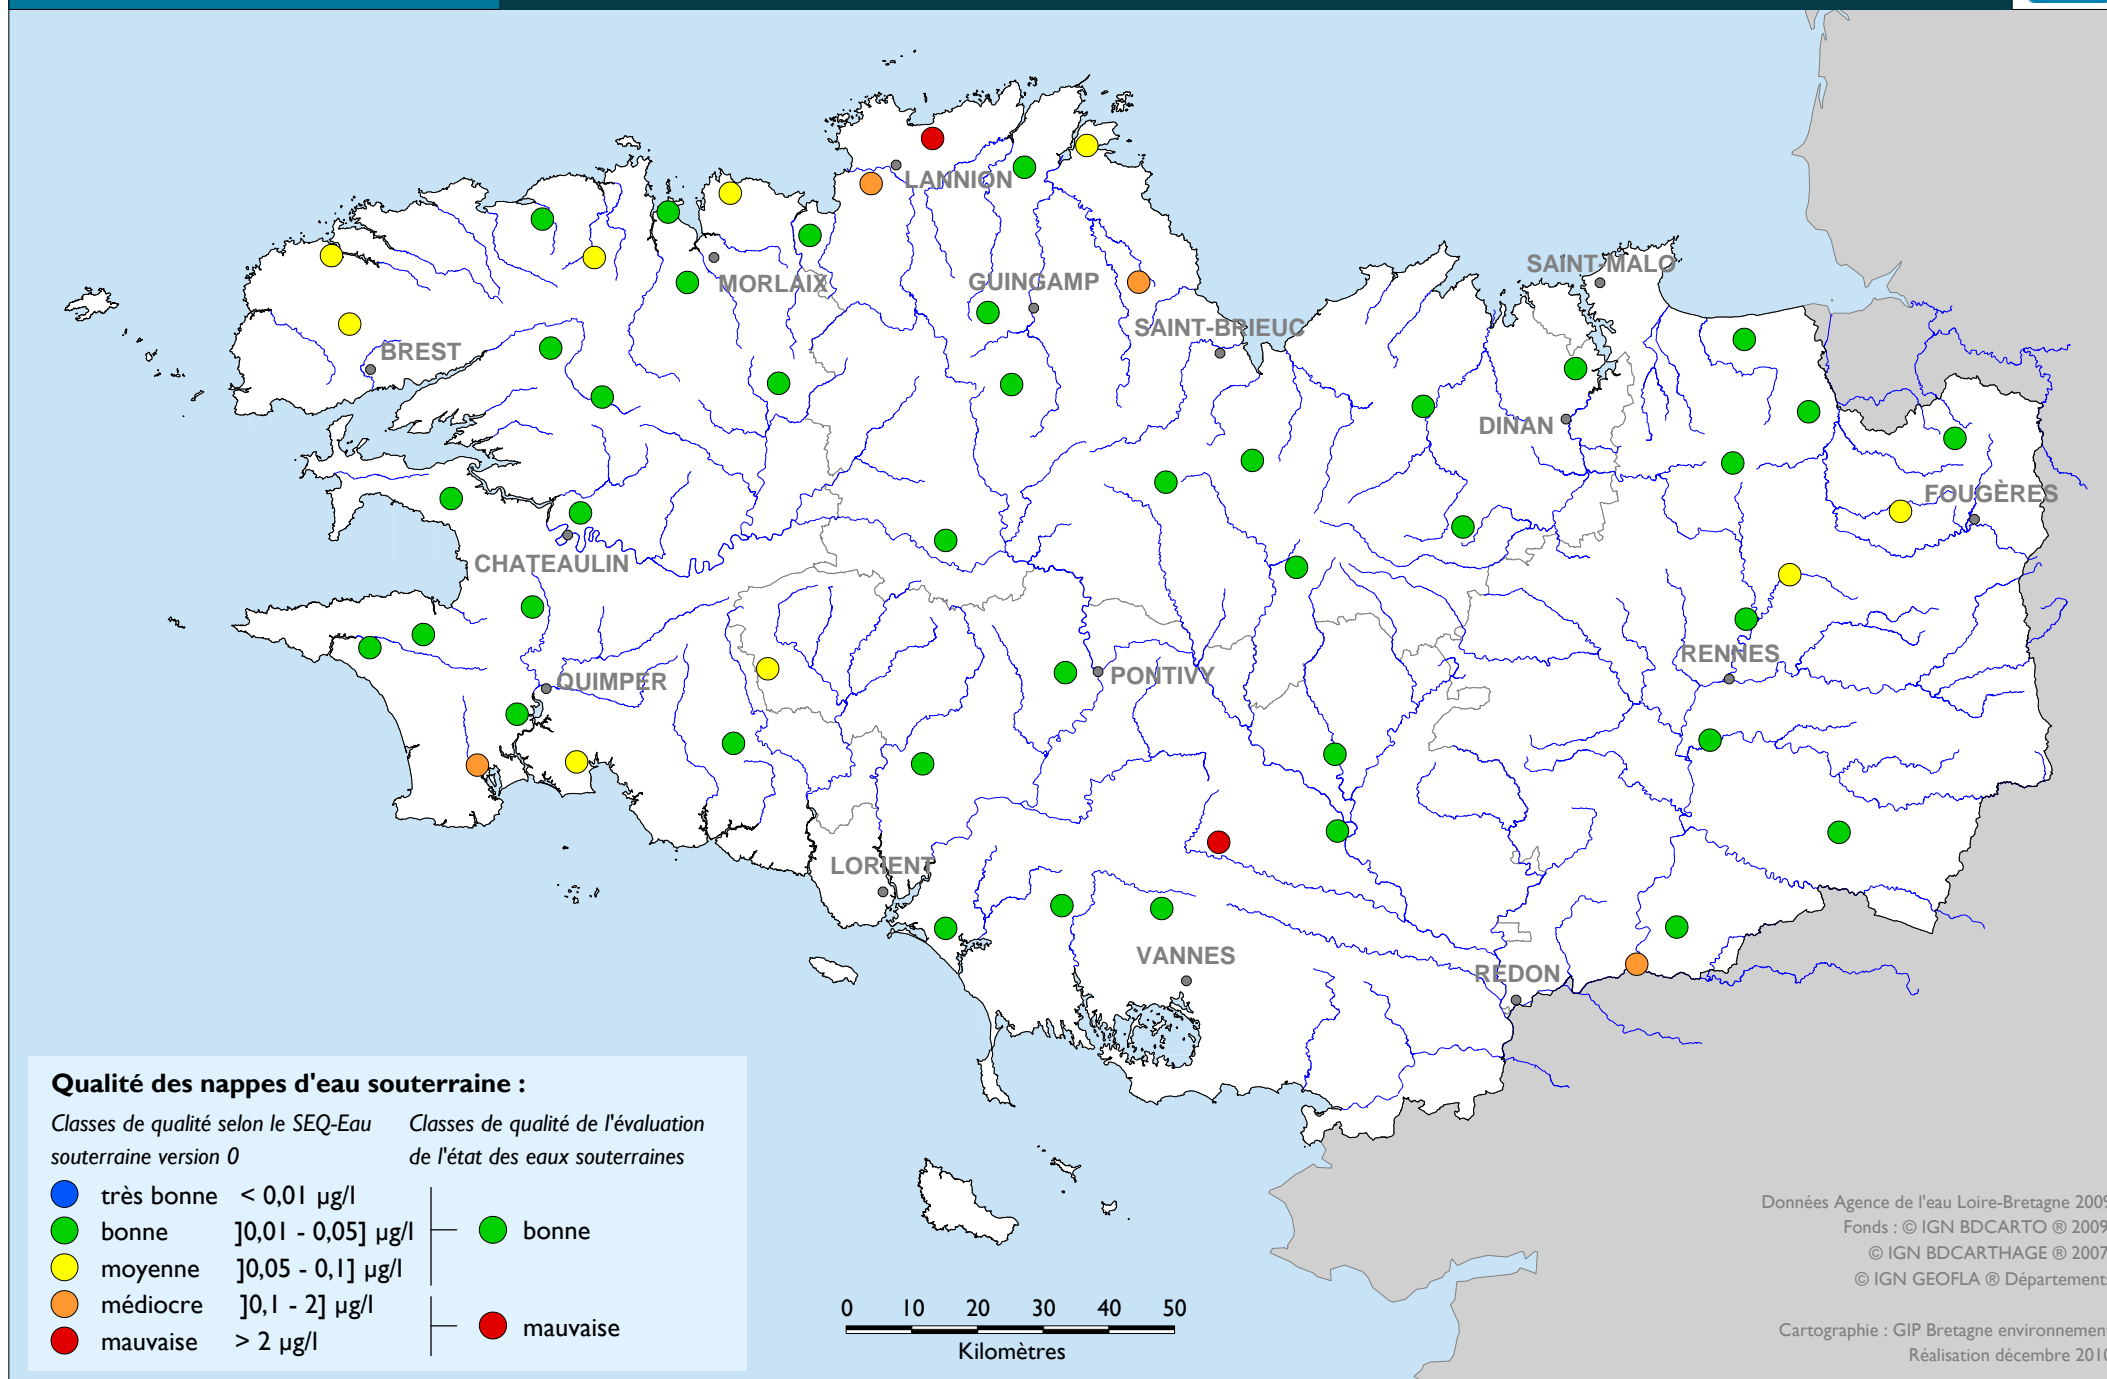 LANNION
MORLAIX
GUINGAMP
SAINT-MALO
SAINT-BRIEUC
BREST
DINAN
FOUGÈRES
CHATEAULIN
RENNES
QUIMPER
PONTIVY
LORIENT
VANNES
REDON
Qualité des nappes d'eau souterraine :
Classes de qualité selon le SEQ-Eau
souterraine version 0
Classes de qualité de l'évaluation
de l'état des eaux souterraines
très bonne < 0,01 µg/l
bonne ]0,01 - 0,05] µg/l
moyenne ]0,05 - 0,1] µg/l
médiocre ]0,1 - 2] µg/l
mauvaise > 2 µg/l
bonne
mauvaise
0 10 20 30 40 50
Kilomètres
Données Agence de l'eau Loire-Bretagne 2009
Fonds : © IGN BDCARTO ® 2009
© IGN BDCARTHAGE ® 2007
© IGN GEOFLA ® Département
Cartographie : GIP Bretagne environnement
Réalisation décembre 2010